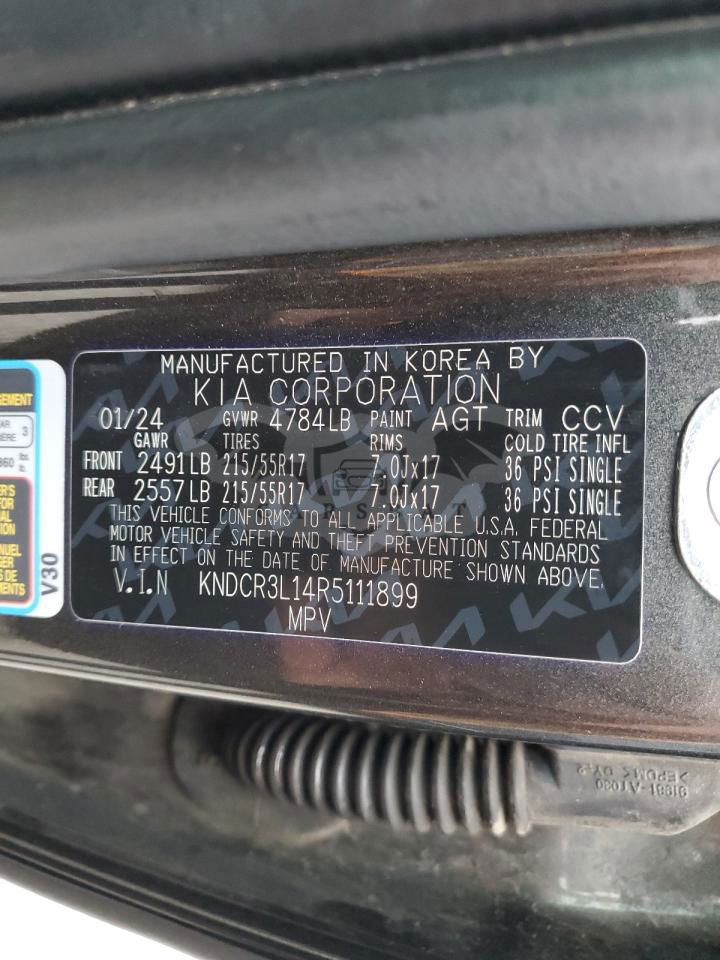 MANUFACTURED IN KOREA BY
KIA CORPORATION
01/24 GVWR 4784LB PAINT AGT TRIM CCV
GAWR TIRES RIMS COLD TIRE INFL
FRONT 2491LB 215/55R17 7.0Jx17 36 PSI SINGLE
REAR 2557LB 215/55R17 7.0Jx17 36 PSI SINGLE
THIS VEHICLE CONFORMS TO ALL APPLICABLE U.S.A. FEDERAL
MOTOR VEHICLE SAFETY AND THEFT PREVENTION STANDARDS
IN EFFECT ON THE DATE OF MANUFACTURE SHOWN ABOVE.
V.I.N KNDCR3L14R5111899
MPV
V30
3
lbs.
>EPDM<